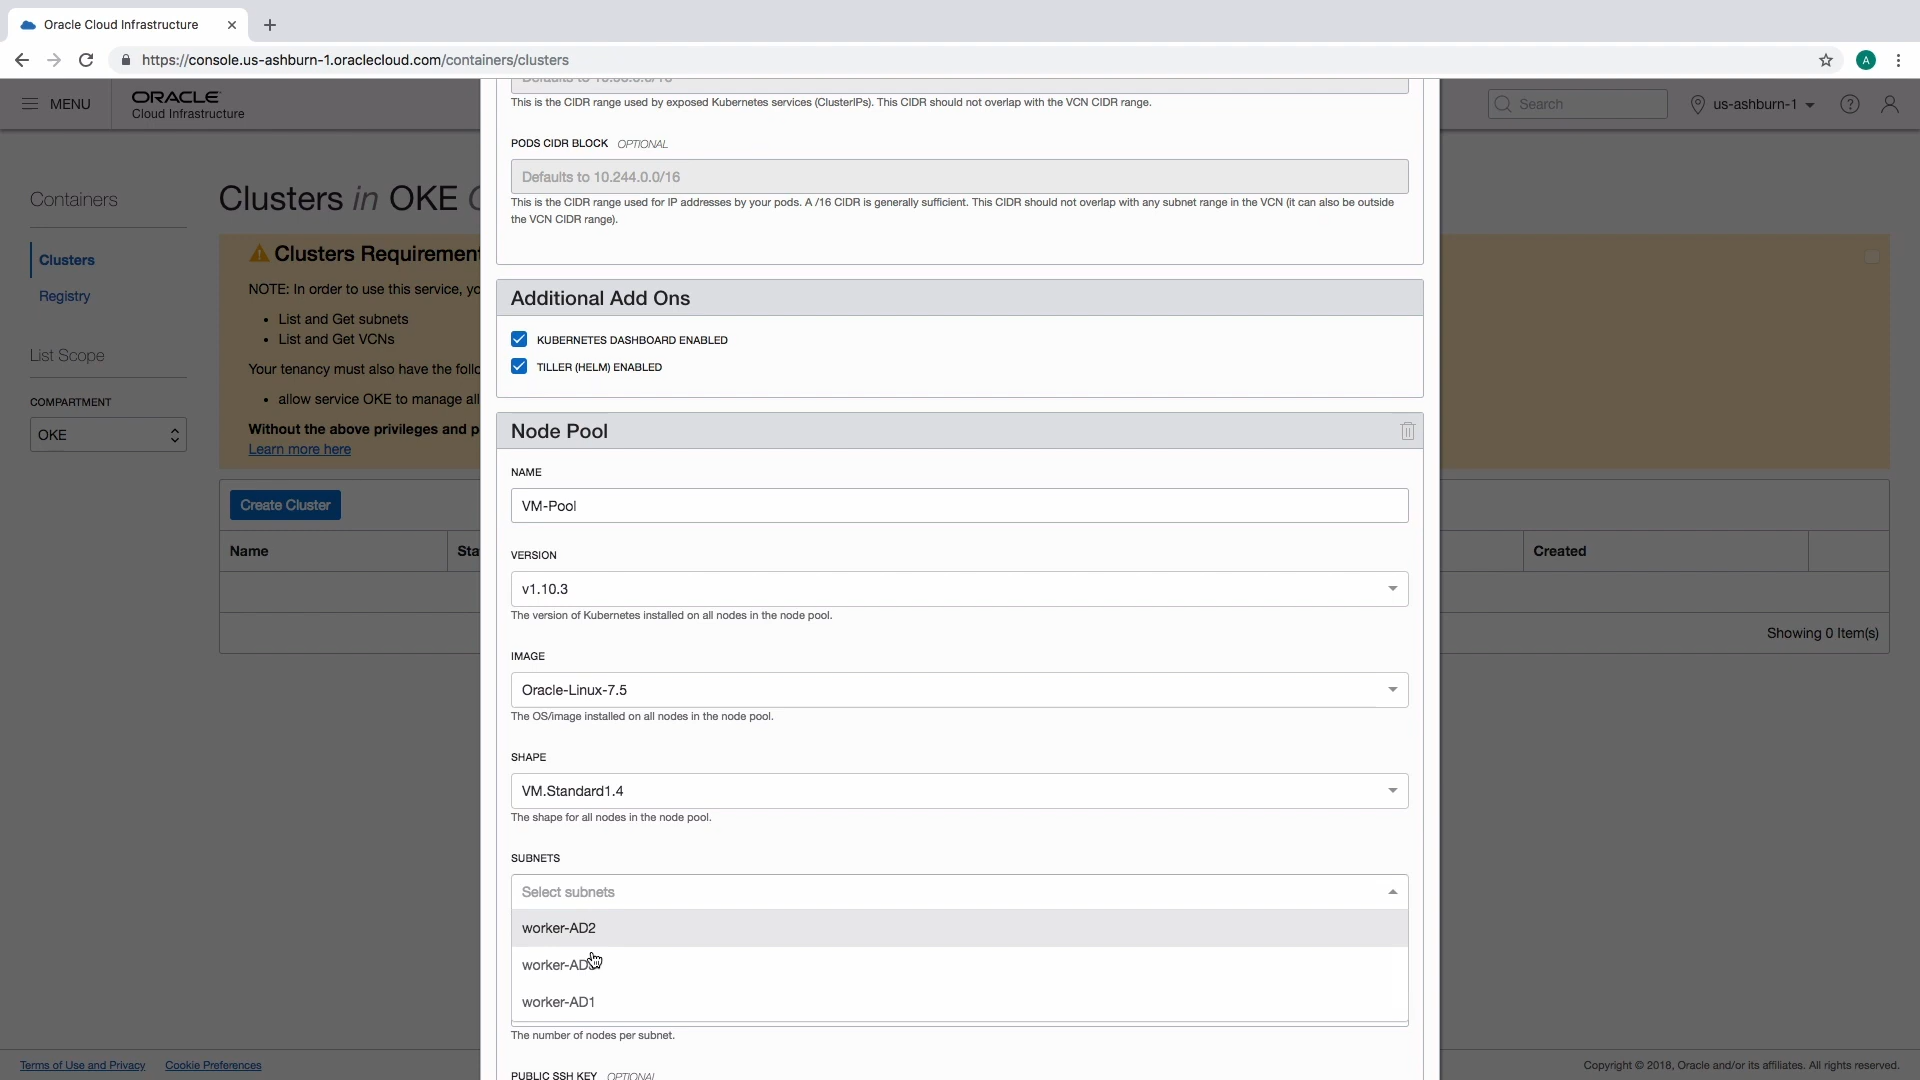 Oracle Cloud Infrastructure
https://console.us-ashburn-1.oraclecloud.com/containers/clusters
A
MENU
ORACLE
Cloud Infrastructure
Search
us-ashburn-1
Containers
Clusters
Registry
List Scope
COMPARTMENT
OKE
Clusters in OKE
Clusters Requirement
NOTE: In order to use this service, yo
• List and Get subnets
• List and Get VCNs
Your tenancy must also have the follo
• allow service OKE to manage all
Without the above privileges and p
Learn more here
Create Cluster
Name
Sta
Created
Showing 0 Item(s)
This is the CIDR range used by exposed Kubernetes services (ClusterIPs). This CIDR should not overlap with the VCN CIDR range.
PODS CIDR BLOCK OPTIONAL
Defaults to 10.244.0.0/16
This is the CIDR range used for IP addresses by your pods. A /16 CIDR is generally sufficient. This CIDR should not overlap with any subnet range in the VCN (it can also be outside
the VCN CIDR range).
Additional Add Ons
KUBERNETES DASHBOARD ENABLED
TILLER (HELM) ENABLED
Node Pool
NAME
VM-Pool
VERSION
v1.10.3
The version of Kubernetes installed on all nodes in the node pool.
IMAGE
Oracle-Linux-7.5
The OS/image installed on all nodes in the node pool.
SHAPE
VM.Standard1.4
The shape for all nodes in the node pool.
SUBNETS
Select subnets
worker-AD2
worker-AD
worker-AD1
The number of nodes per subnet.
PUBLIC SSH KEY OPTIONAL
Terms of Use and Privacy
Cookie Preferences
Copyright © 2018, Oracle and/or its affiliates. All rights reserved.